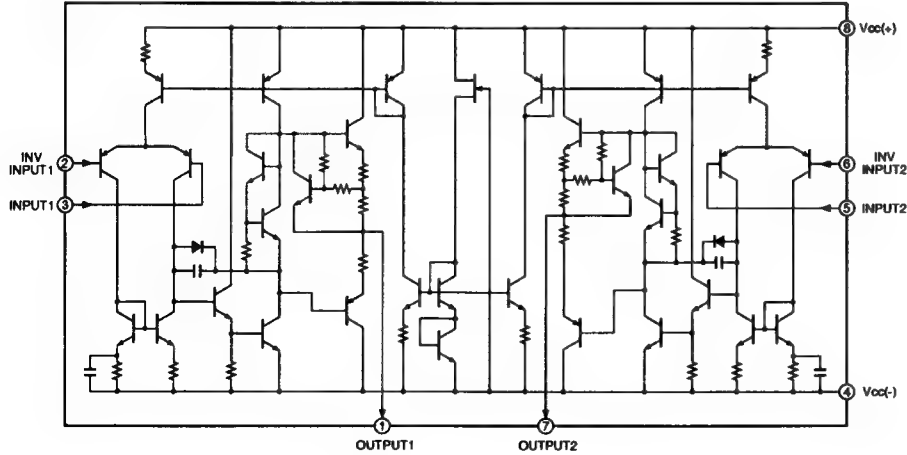 8 Vcc(+)
INV
2
INPUT1
INPUT1 3
6 INV
INPUT2
5 INPUT2
4 Vcc(-)
1
OUTPUT1
7
OUTPUT2